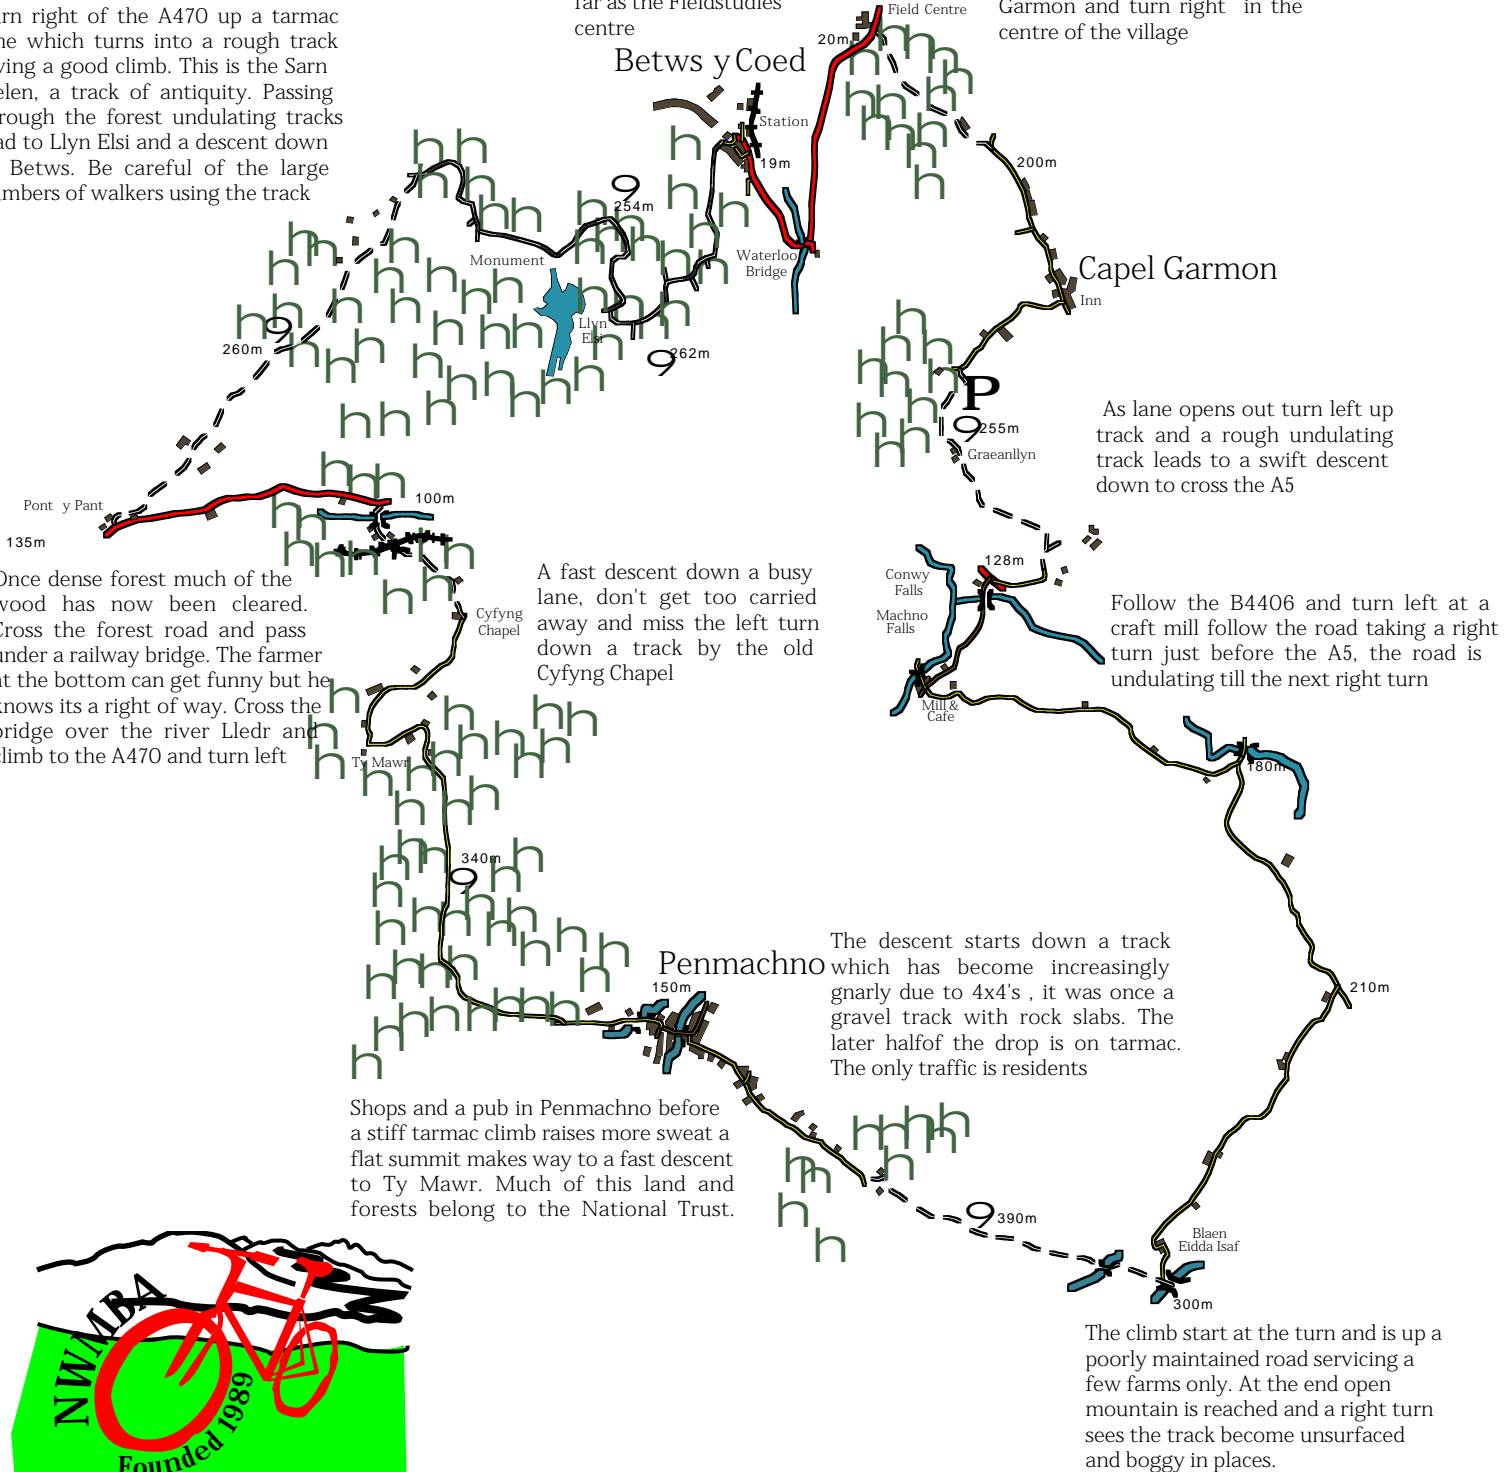 rn right of the A470 up a tarmac
ne which turns into a rough track
ving a good climb. This is the Sarn
elen, a track of antiquity. Passing
rough the forest undulating tracks
ad to Llyn Elsi and a descent down
Betws. Be careful of the large
mbers of walkers using the track
far as the Fieldstudies
centre
Garmon and turn right in the
centre of the village
Field Centre
20m
Betws y Coed
Station
19m
200m
9
254m
Monument
Waterloo
Bridge
Capel Garmon
Inn
Llyn
Elsi
9
260m
9
262m
P
9
255m
Graeanllyn
As lane opens out turn left up
track and a rough undulating
track leads to a swift descent
down to cross the A5
Pont y Pant
135m
100m
Once dense forest much of the
wood has now been cleared.
Cross the forest road and pass
under a railway bridge. The farmer
at the bottom can get funny but he
knows its a right of way. Cross the
bridge over the river Lledr and
climb to the A470 and turn left
Cyfyng
Chapel
A fast descent down a busy
lane, don't get too carried
away and miss the left turn
down a track by the old
Cyfyng Chapel
128m
Conwy
Falls
Machno
Falls
Mill &
Cafe
Follow the B4406 and turn left at a
craft mill follow the road taking a right
turn just before the A5, the road is
undulating till the next right turn
Ty Mawr
180m
340m
9
Penmachno
150m
The descent starts down a track
which has become increasingly
gnarly due to 4x4's , it was once a
gravel track with rock slabs. The
later halfof the drop is on tarmac.
The only traffic is residents
210m
Shops and a pub in Penmachno before
a stiff tarmac climb raises more sweat a
flat summit makes way to a fast descent
to Ty Mawr. Much of this land and
forests belong to the National Trust.
9
390m
Blaen
Eidda Isaf
300m
The climb start at the turn and is up a
poorly maintained road servicing a
few farms only. At the end open
mountain is reached and a right turn
sees the track become unsurfaced
and boggy in places.
NWMBA
Founded 1989